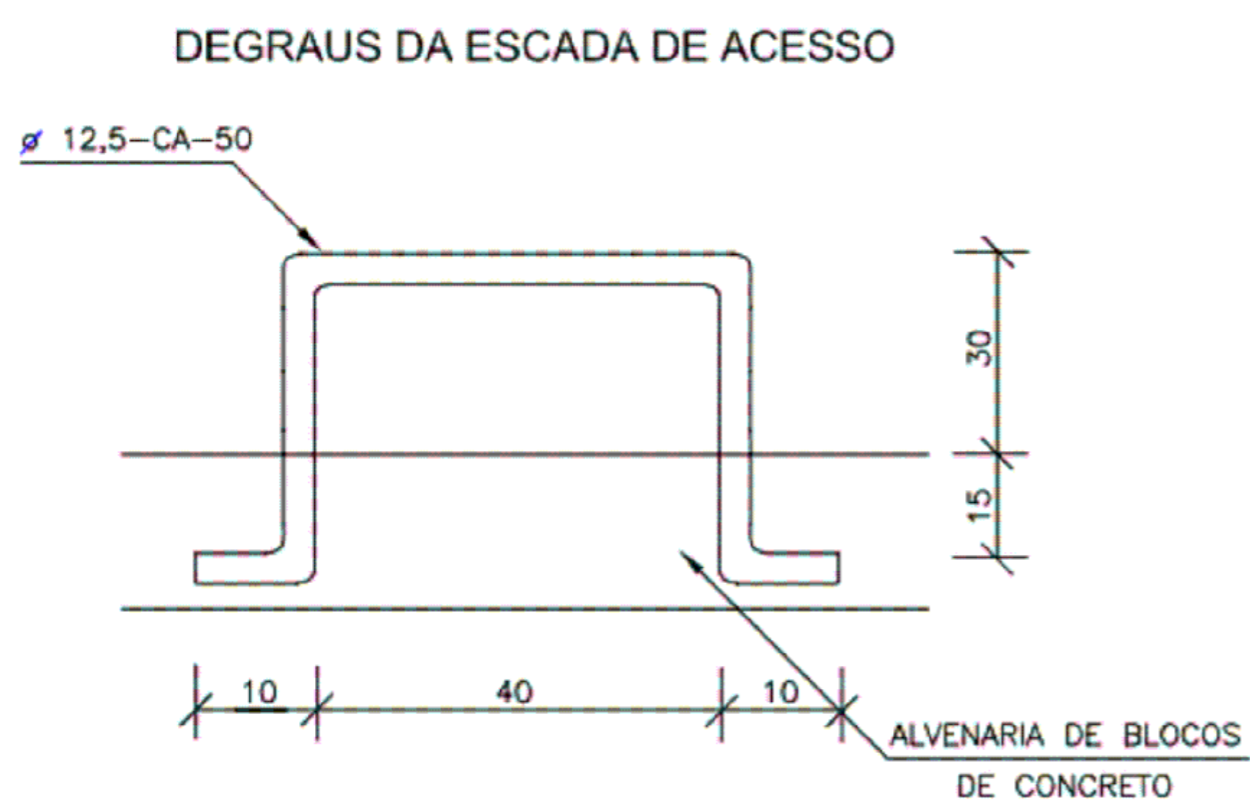 DEGRAUS DA ESCADA DE ACESSO
ø 12,5-CA-50
30
15
10
40
10
ALVENARIA DE BLOCOS
DE CONCRETO